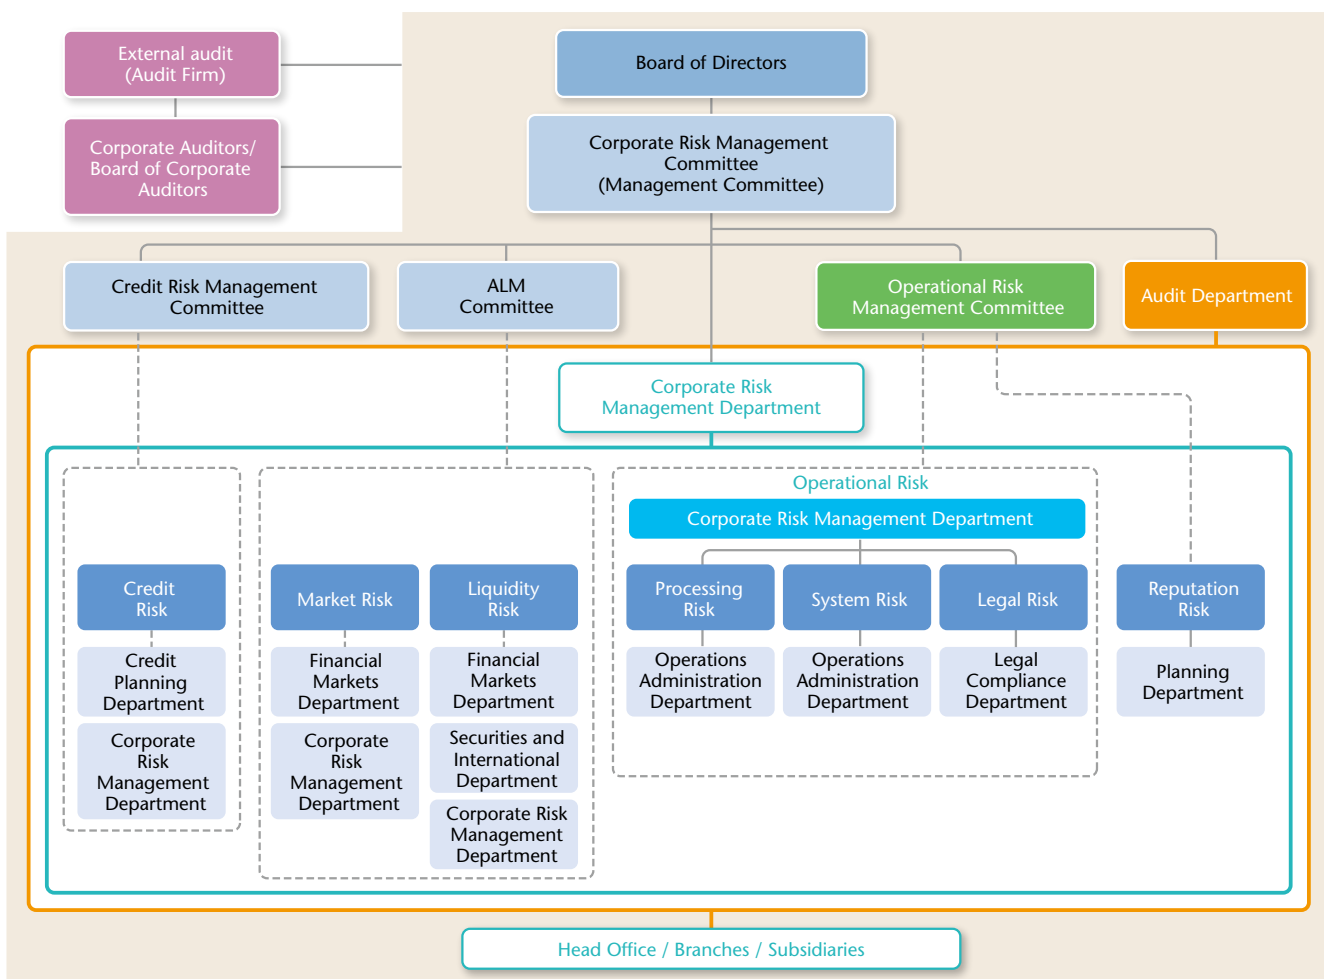 External audit
(Audit Firm)
Board of Directors
Corporate Auditors/
Board of Corporate
Auditors
Corporate Risk Management
Committee
(Management Committee)
Credit Risk Management
Committee
ALM
Committee
Operational Risk
Management Committee
Audit Department
Corporate Risk
Management Department
Operational Risk
Corporate Risk Management Department
Credit
Risk
Market Risk
Liquidity
Risk
Processing
Risk
System Risk
Legal Risk
Reputation
Risk
Credit
Planning
Department
Financial
Markets
Department
Financial
Markets
Department
Operations
Administration
Department
Operations
Administration
Department
Legal
Compliance
Department
Planning
Department
Corporate
Risk
Management
Department
Corporate
Risk
Management
Department
Securities and
International
Department
Corporate Risk
Management
Department
Head Office / Branches / Subsidiaries